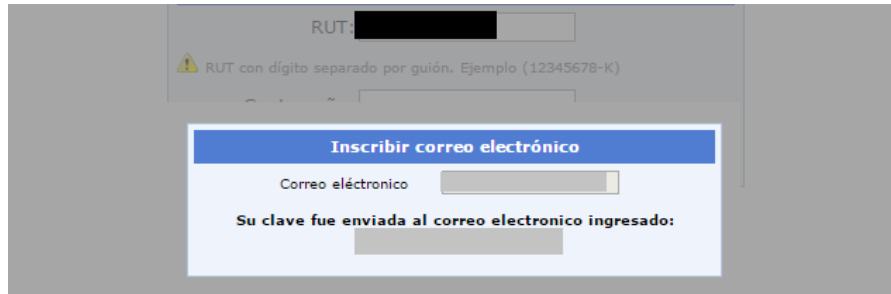 RUT:
RUT con dígito separado por guión. Ejemplo (12345678-K)
Inscribir correo electrónico
Correo eléctronico
Su clave fue enviada al correo electronico ingresado: